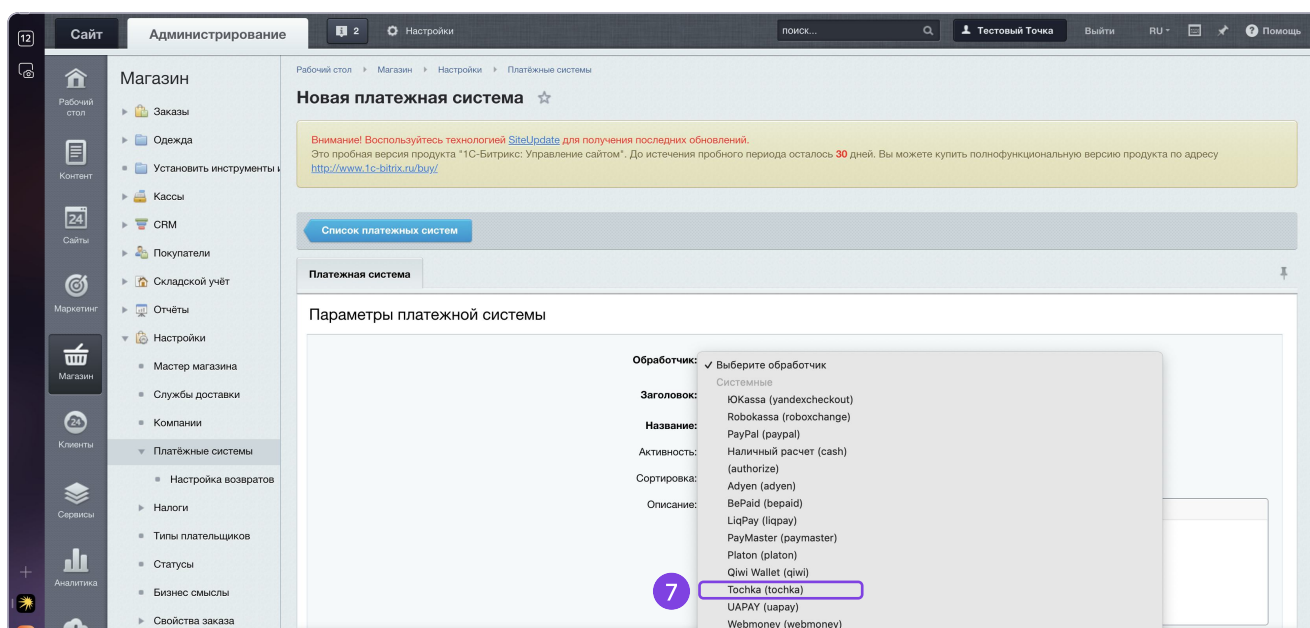 12
Сайт
Администрирование
2
Настройки
поиск...
Тестовый Точка
Выйти
RU
Помощь
Рабочий стол
Контент
24
Сайты
Маркетинг
Магазин
24
Клиенты
Сервисы
Аналитика
Магазин
Заказы
Одежда
Установить инструменты
Кассы
CRM
Покупатели
Складской учёт
Отчёты
Настройки
Мастер магазина
Службы доставки
Компании
Платёжные системы
Настройка возвратов
Налоги
Типы плательщиков
Статусы
Бизнес смыслы
Свойства заказа
Рабочий стол
Магазин
Настройки
Платёжные системы
Новая платежная система
Внимание! Воспользуйтесь технологией SiteUpdate для получения последних обновлений.
Это пробная версия продукта "1С-Битрикс: Управление сайтом". До истечения пробного периода осталось 30 дней. Вы можете купить полнофункциональную версию продукта по адресу
http://www.1c-bitrix.ru/buy/
Список платежных систем
Платежная система
Параметры платежной системы
Обработчик:
Заголовок:
Название:
Активность:
Сортировка:
Описание:
✓ Выберите обработчик
Системные
ЮKassa (yandexcheckout)
Robokassa (roboxchange)
PayPal (paypal)
Наличный расчет (cash)
(authorize)
Adyen (adyen)
BePaid (bepaid)
LiqPay (liqpay)
PayMaster (paymaster)
Platon (platon)
Qiwi Wallet (qiwi)
7
Tochka (tochka)
UAPAY (uapay)
Webmoney (webmoney)